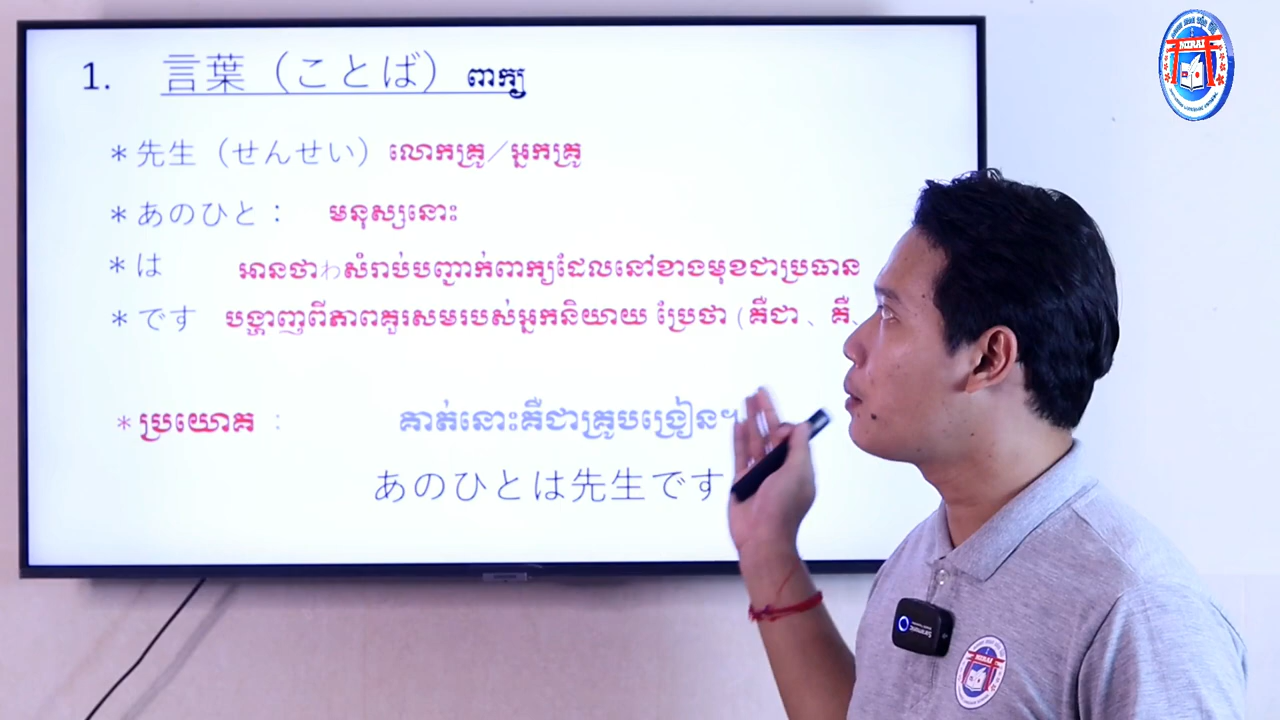 1. 言葉（ことば）ពាក្យ
＊先生（せんせい）លោកគ្រូ／អ្នកគ្រូ
＊あのひと： មនុស្សនោះ
＊は អានថាわសំរាប់បញ្ជាក់ពាក្យដែលនៅខាងមុខជាប្រធាន
＊です បង្ហាញពីភាពគួរសមរបស់អ្នកនិយាយ ប្រែថា (គឺជា 、 គឺ、
＊ប្រយោគ ： គាត់នោះគឺជាគ្រូបង្រៀន។
あのひとは先生です
MIRAI
Saramonic
MIRAI